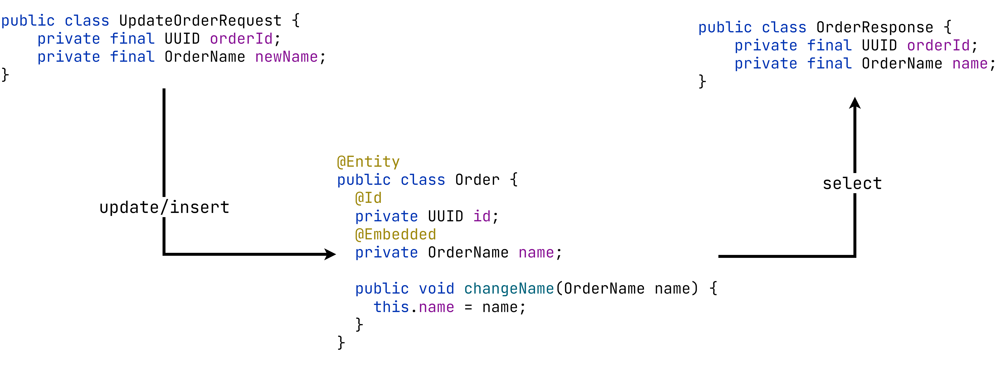 public class UpdateOrderRequest {
    private final UUID orderId;
    private final OrderName newName;
}
update/insert
@Entity
public class Order {
  @Id
  private UUID id;
  @Embedded
  private OrderName name;

  public void changeName(OrderName name) {
    this.name = name;
  }
}
public class OrderResponse {
    private final UUID orderId;
    private final OrderName name;
}
select